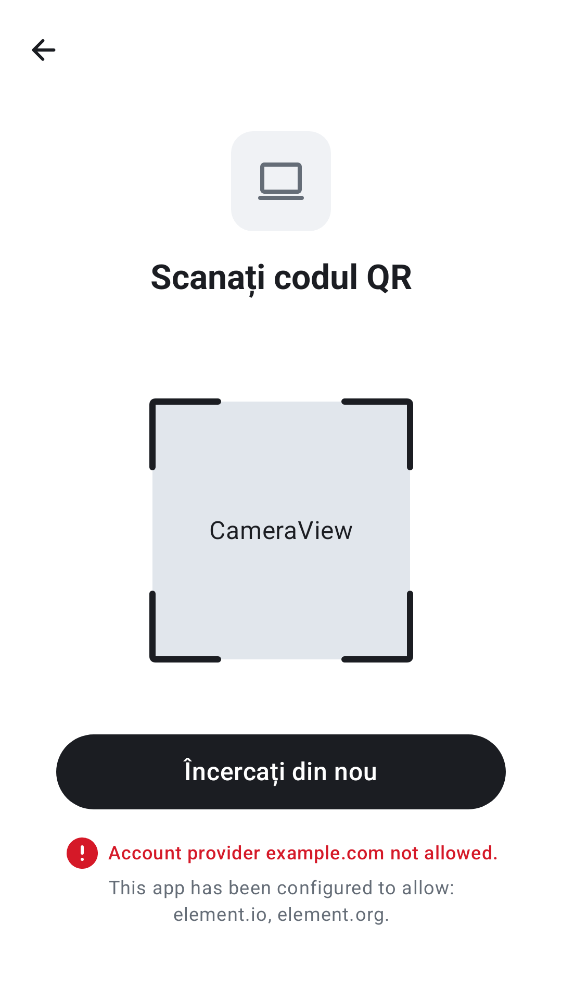 Scanați codul QR
CameraView
Încercați din nou
Account provider example.com not allowed.
This app has been configured to allow:
element.io, element.org.